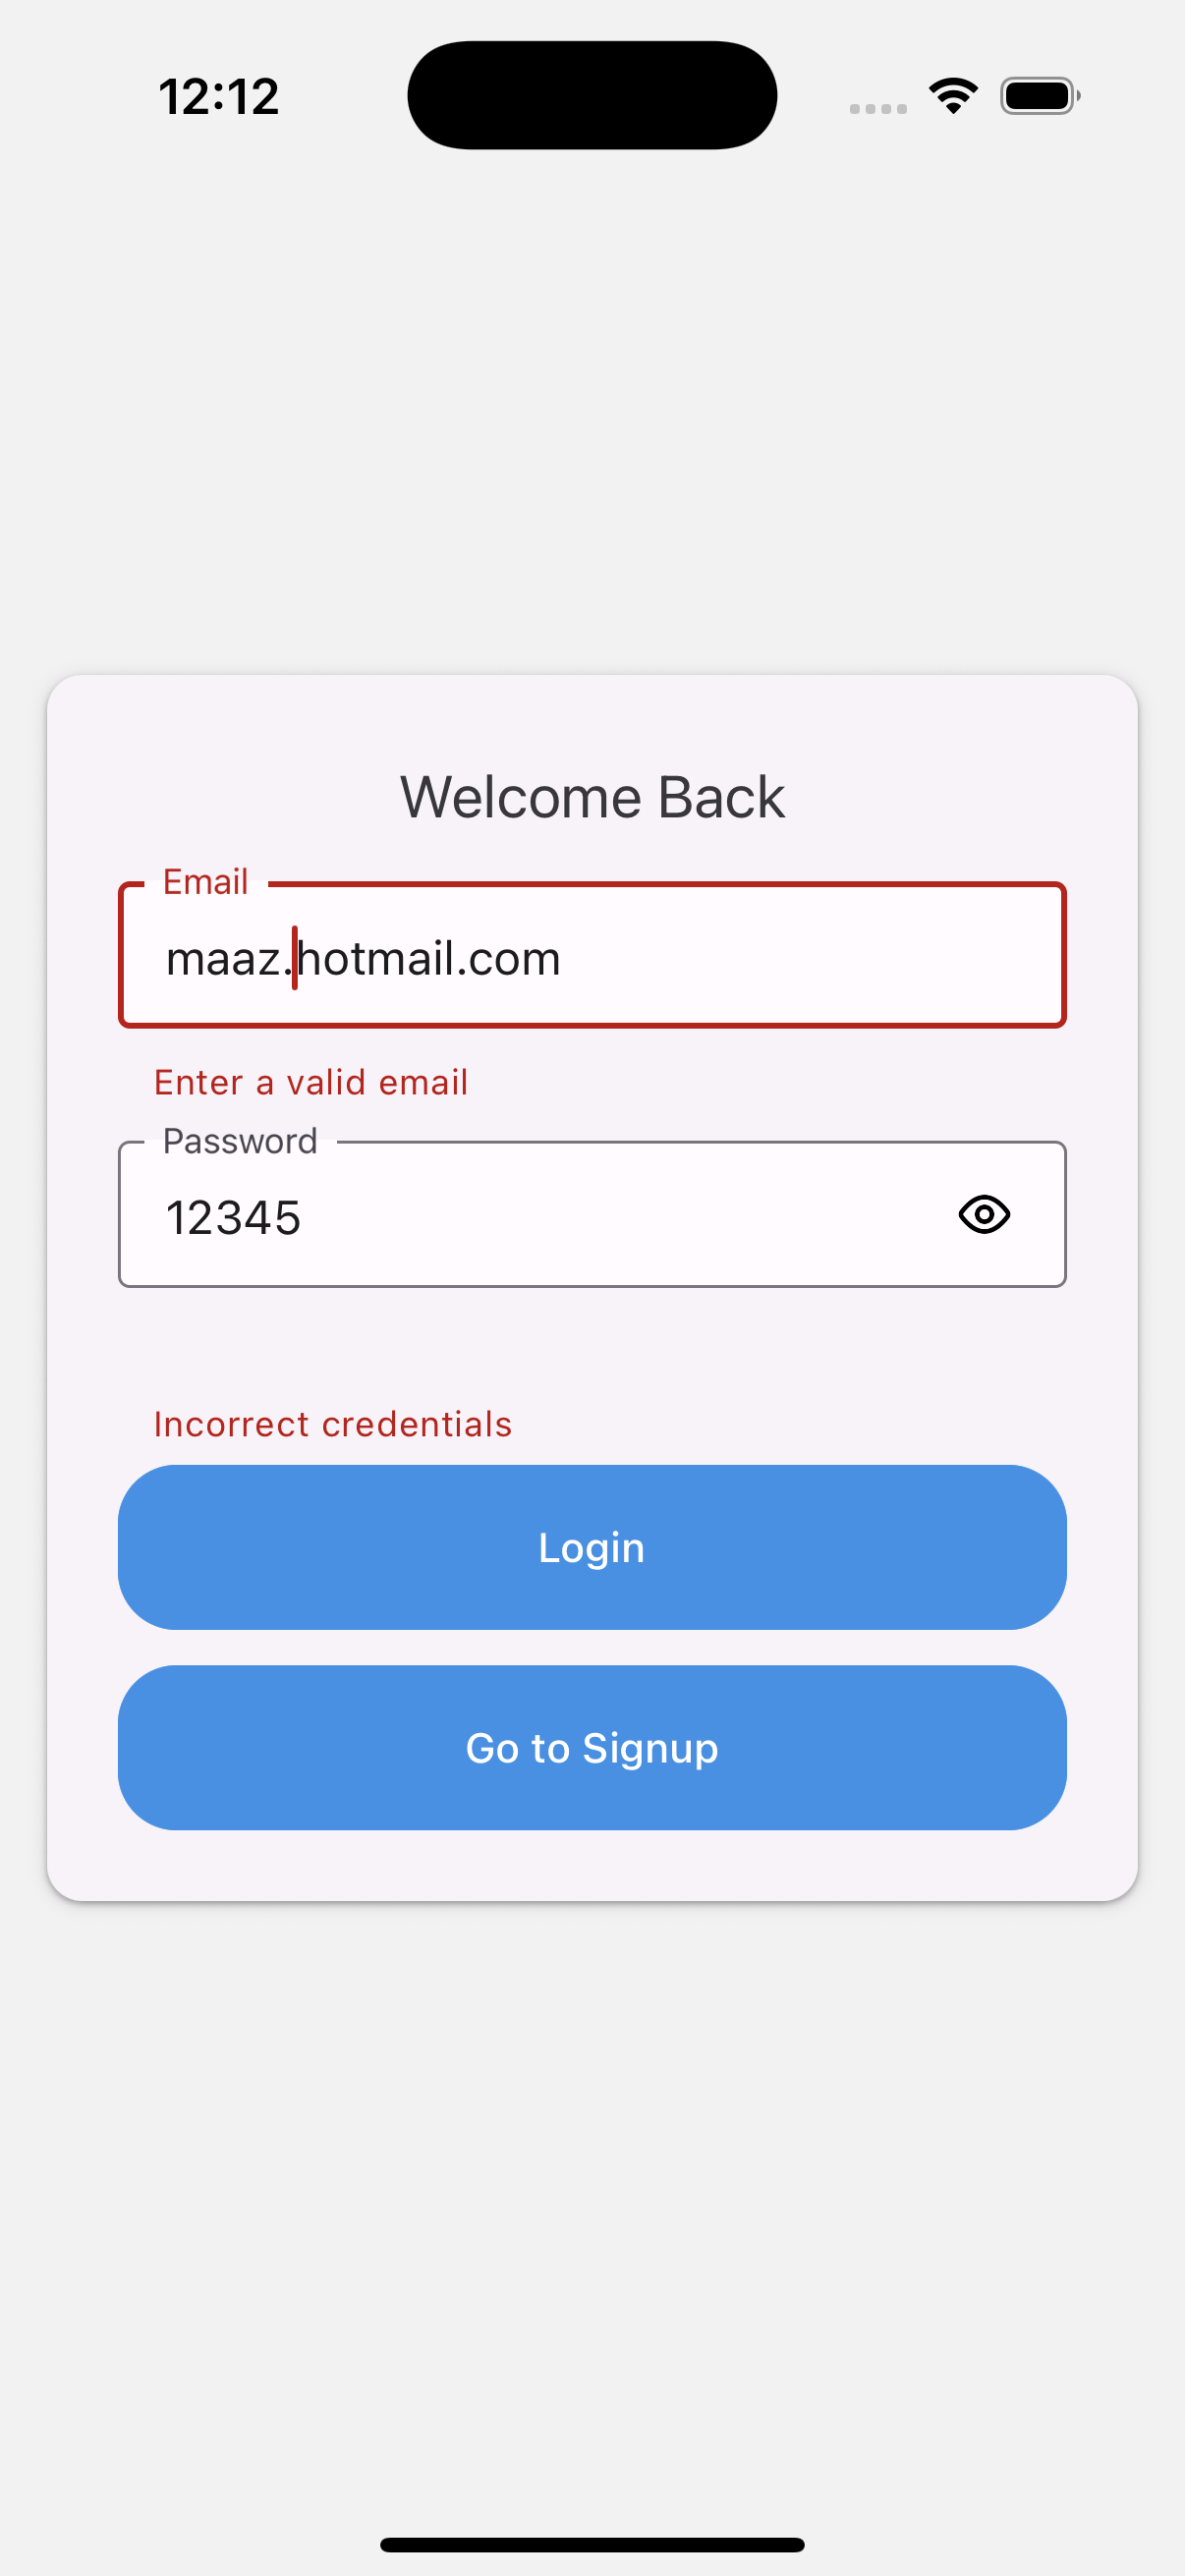 12:12
Welcome Back
Email
maaz.hotmail.com
Enter a valid email
Password
12345
Incorrect credentials
Login
Go to Signup